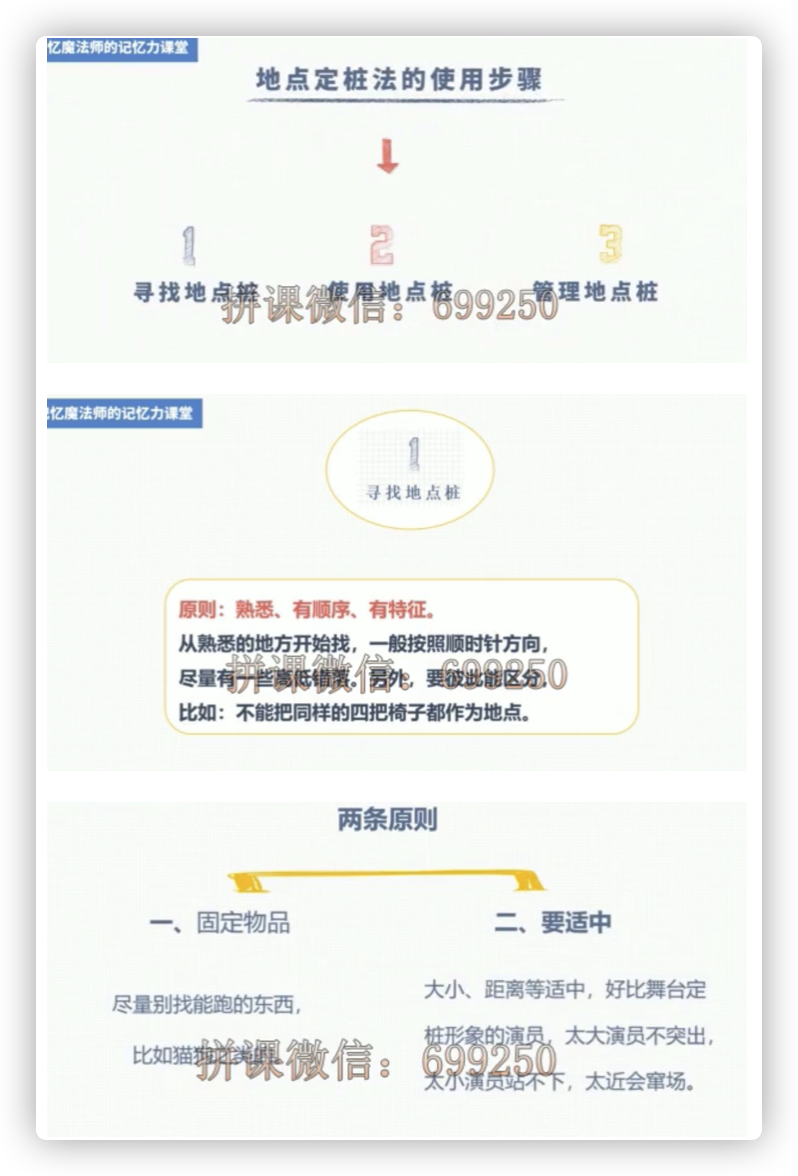 忆魔法师的记忆力课堂
地点定桩法的使用步骤
1
2
3
寻找地点桩
使用地点桩
管理地点桩
拼课微信：699250
忆魔法师的记忆力课堂
1
寻找地点桩
原则：熟悉、有顺序、有特征。
从熟悉的地方开始找，一般按照顺时针方向，
尽量有一些高低错落。另外，要彼此能区分。
拼课微信：699250
比如：不能把同样的四把椅子都作为地点。
两条原则
一、固定物品
二、要适中
尽量别找能跑的东西，
比如猫狗之类的。
大小、距离等适中，好比舞台定
桩形象的演员，太大演员不突出，
太小演员站不下，太近会窜场。
拼课微信：699250